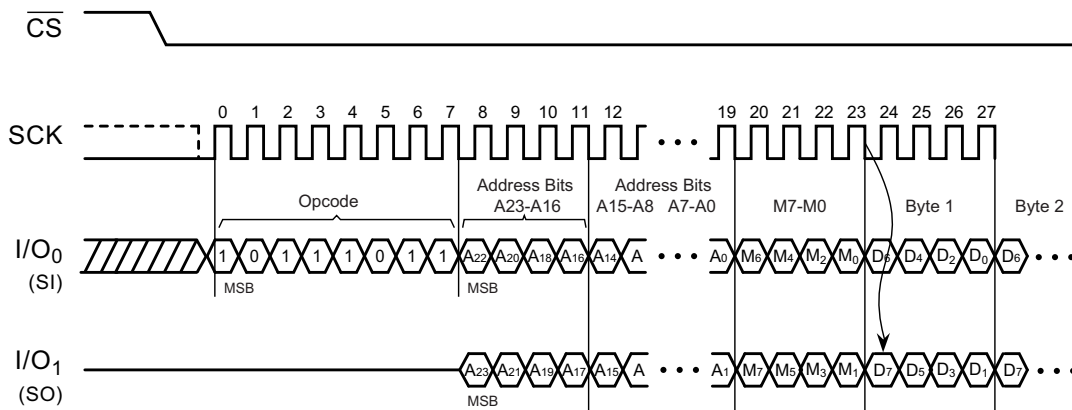 CS
0 1 2 3 4 5 6 7 8 9 10 11 12 19 20 21 22 23 24 25 26 27
SCK
Opcode
Address Bits
A23-A16
Address Bits
A15-A8 A7-A0
M7-M0
Byte 1
Byte 2
I/O0
(SI)
1 0 1 1 1 0 1 1 A22 A20 A18 A16 A14 A A0 M6 M4 M2 M0 D6 D4 D2 D0 D6
MSB MSB
I/O1
(SO)
A23 A21 A19 A17 A15 A A1 M7 M5 M3 M1 D7 D5 D3 D1 D7
MSB